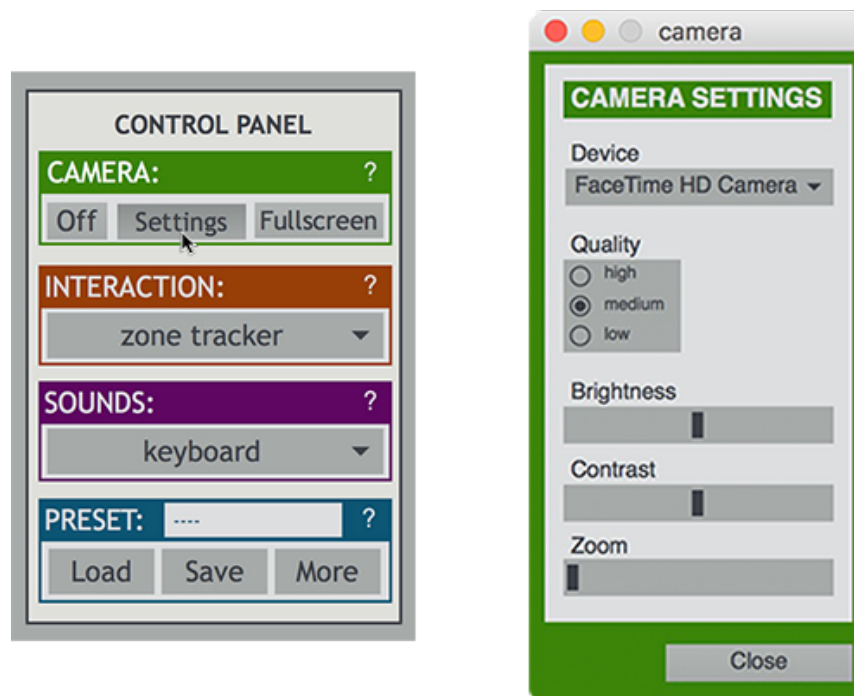 CONTROL PANEL
CAMERA: ?
Off Settings Fullscreen
INTERACTION: ?
zone tracker
SOUNDS: ?
keyboard
PRESET: ---- ?
Load Save More
camera
CAMERA SETTINGS
Device
FaceTime HD Camera
Quality
high
medium
low
Brightness
Contrast
Zoom
Close